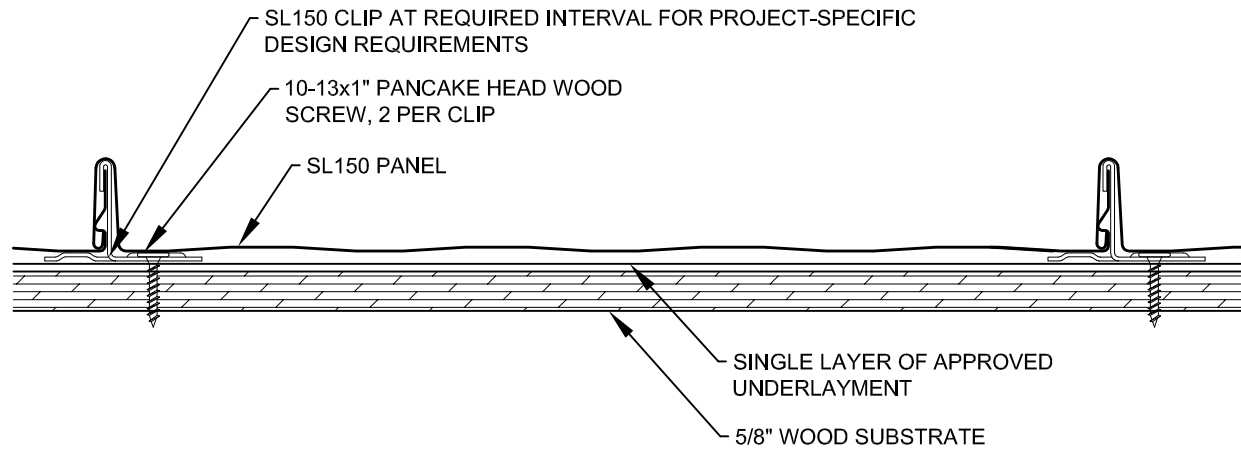 SL150 CLIP AT REQUIRED INTERVAL FOR PROJECT-SPECIFIC
DESIGN REQUIREMENTS
10-13x1" PANCAKE HEAD WOOD
SCREW, 2 PER CLIP
SL150 PANEL
SINGLE LAYER OF APPROVED
UNDERLAYMENT
5/8" WOOD SUBSTRATE